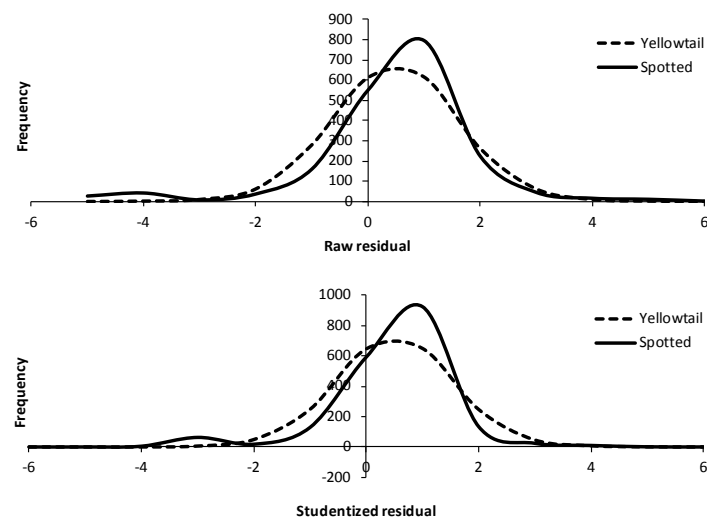 900
800
700
600
500
400
300
200
100
0
Frequency
Yellowtail
Spotted
-6 -4 -2 0 2 4 6
Raw residual
1000
800
600
400
200
0
-200
Frequency
Yellowtail
Spotted
-6 -4 -2 0 2 4 6
Studentized residual